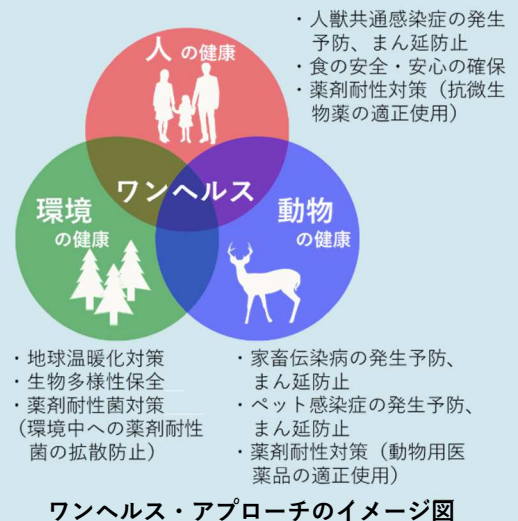 人 の健康
・人獣共通感染症の発生
予防、まん延防止
・食の安全・安心の確保
・薬剤耐性対策（抗微生
物薬の適正使用）
ワンヘルス
環境
の健康
動物
の健康
・地球温暖化対策
・生物多様性保全
・薬剤耐性菌対策
（環境中への薬剤耐性
菌の拡散防止）
・家畜伝染病の発生予防、
まん延防止
・ペット感染症の発生予防、
まん延防止
・薬剤耐性対策（動物用医
薬品の適正使用）
ワンヘルス・アプローチのイメージ図